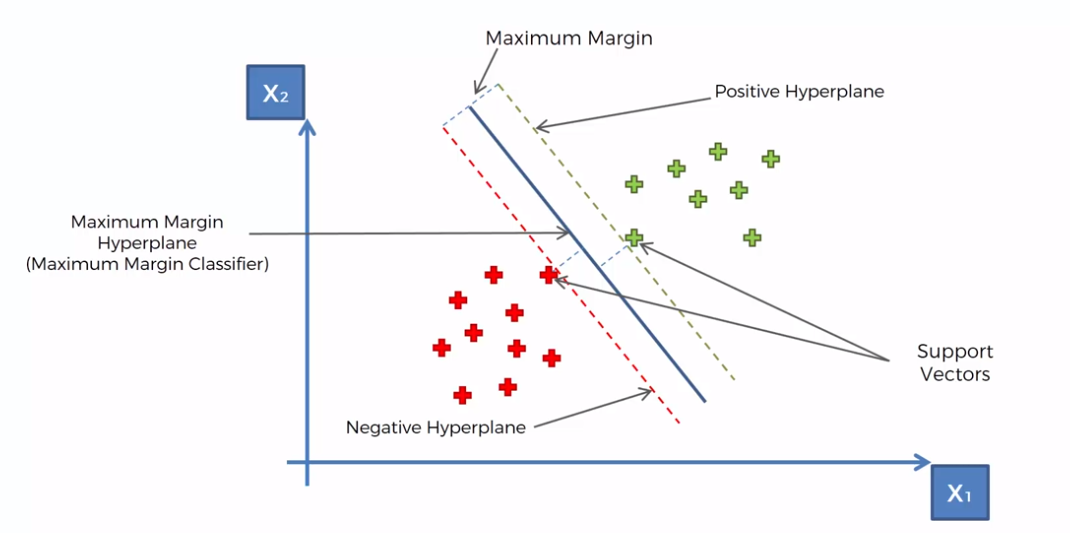 Maximum Margin
X₂
Positive Hyperplane
Maximum Margin
Hyperplane
(Maximum Margin Classifier)
Support
Vectors
Negative Hyperplane
X₁